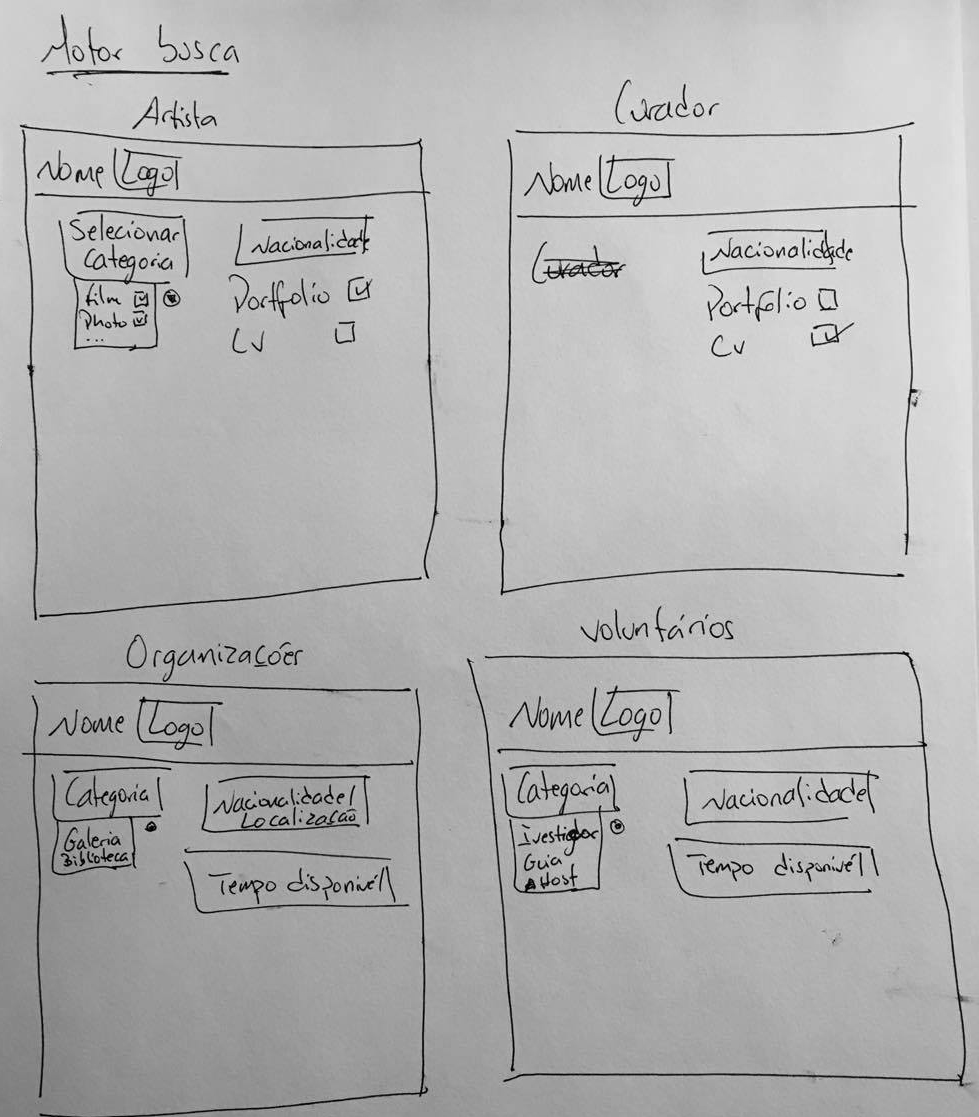 Motor busca
Artista
Nome Logo
Selecionar
Categoria
Nacionalidade
film
Photo
...
Portfolio
CV
Curador
Nome Logo
Curador
Nacionalidade
Portfolio
CV
Organizações
Nome Logo
Categoria
Galeria
Biblioteca
Nacionalidade/
Localização
Tempo disponivél
voluntários
Nome Logo
Categoria
Ivestigdor
Guia
Host
Nacionalidade
Tempo disponivél